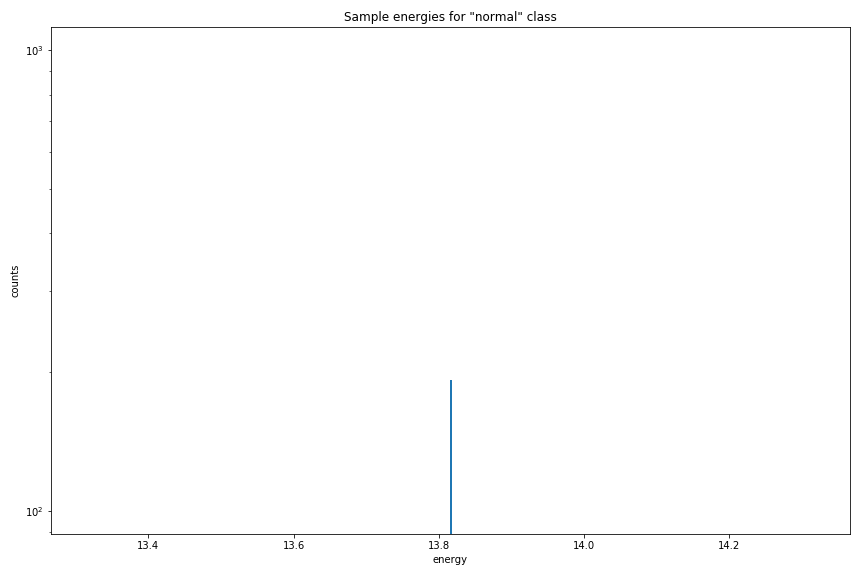 Sample energies for "normal" class
10³
counts
10²
13.4 13.6 13.8 14.0 14.2
energy